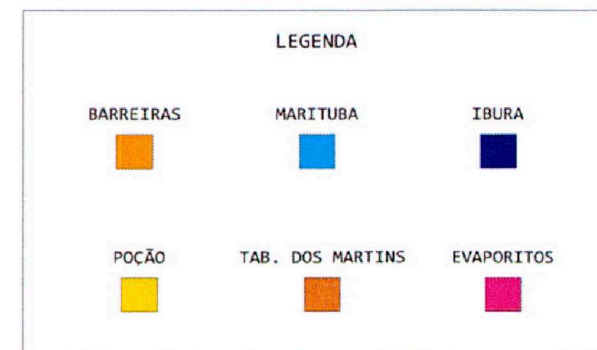 LEGENDA
BARREIRAS MARITUBA IBURA
POÇÃO TAB. DOS MARTINS EVAPORITOS